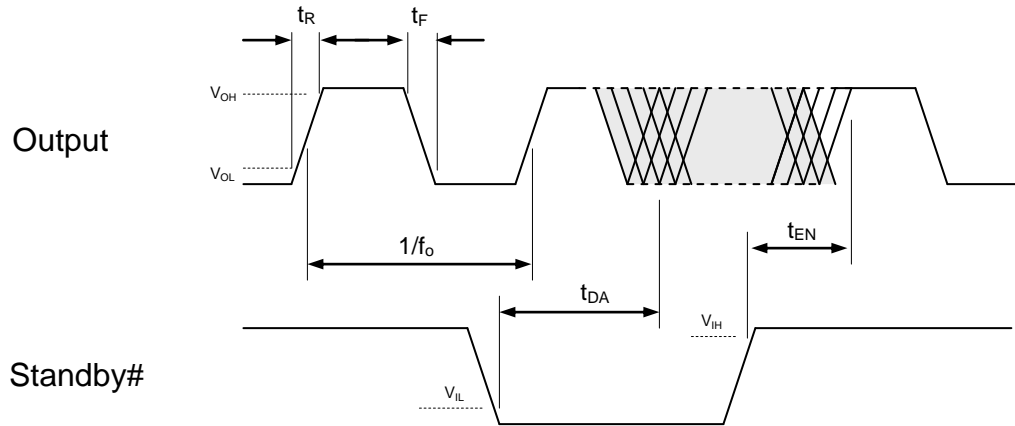 tR
tF
VOH
Output
VOL
1/fo
tEN
tDA
VIH
Standby#
VIL